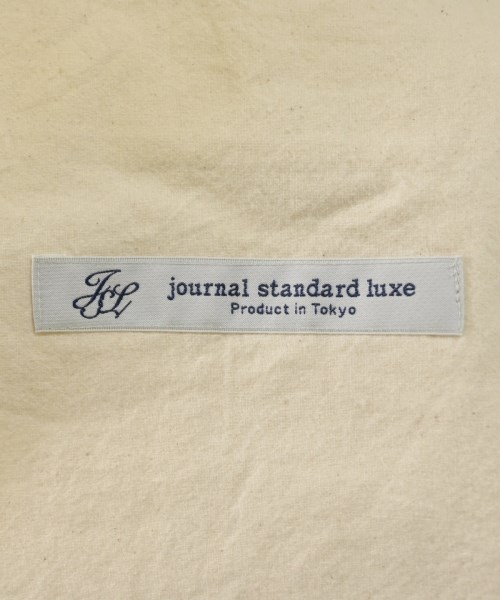 JSL
journal standard luxe
Product in Tokyo